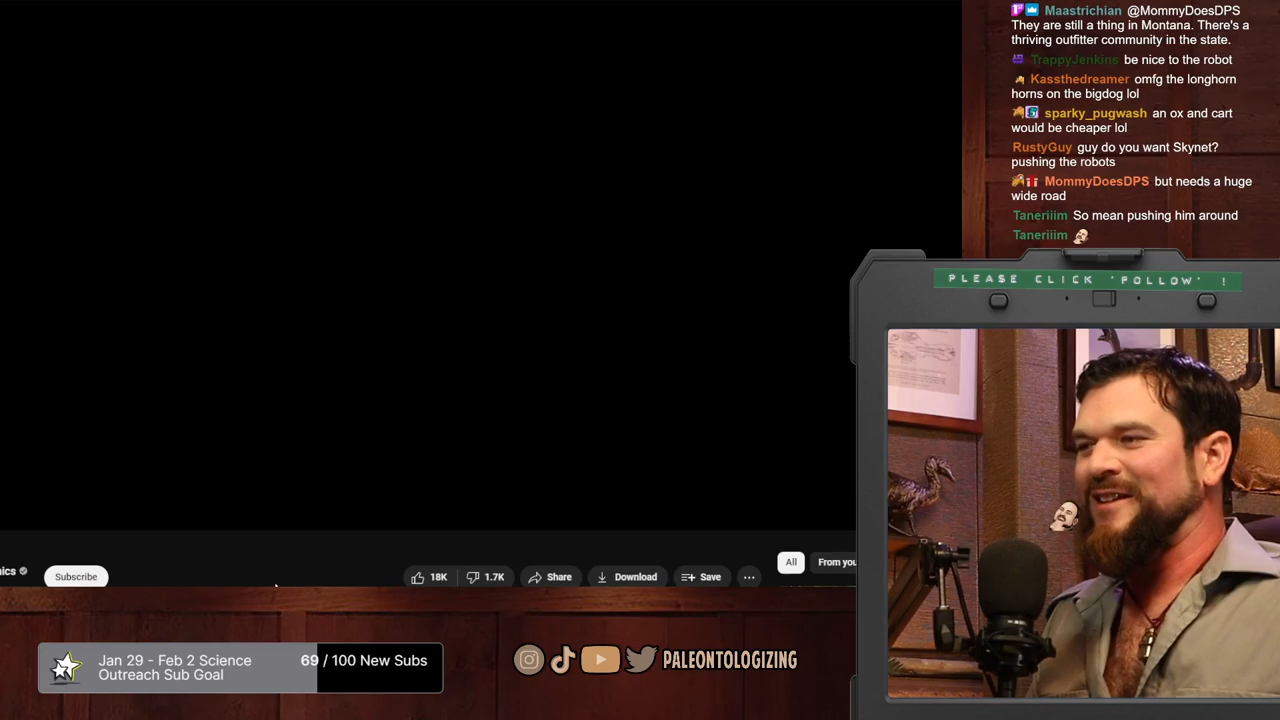 Maastrichian @MommyDoesDPS
They are still a thing in Montana. There's a
thriving outfitter community in the state.
TrappyJenkins be nice to the robot
Kassthedreamer omfg the longhorn
horns on the bigdog lol
sparky_pugwash an ox and cart
would be cheaper lol
RustyGuy guy do you want Skynet?
pushing the robots
MommyDoesDPS but needs a huge
wide road
Taneriiim So mean pushing him around
Taneriiim
PLEASE CLICK 'FOLLOW' !
ics
Subscribe
18K
1.7K
Share
Download
Save
All
From you
Jan 29 - Feb 2 Science
Outreach Sub Goal
69 / 100 New Subs
PALEONTOLOGIZING